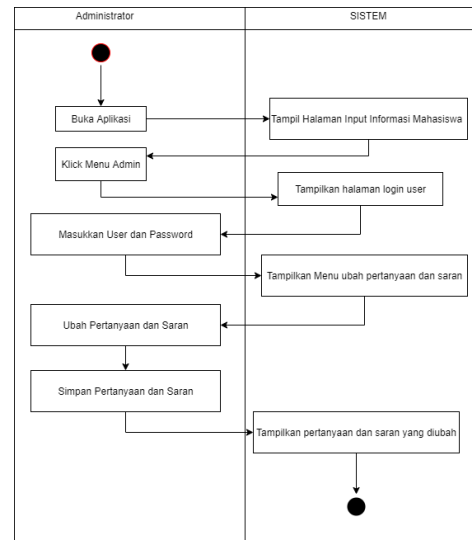 Administrator
SISTEM
Buka Aplikasi
Tampil Halaman Input Informasi Mahasiswa
Klick Menu Admin
Tampilkan halaman login user
Masukkan User dan Password
Tampilkan Menu ubah pertanyaan dan saran
Ubah Pertanyaan dan Saran
Simpan Pertanyaan dan Saran
Tampilkan pertanyaan dan saran yang diubah